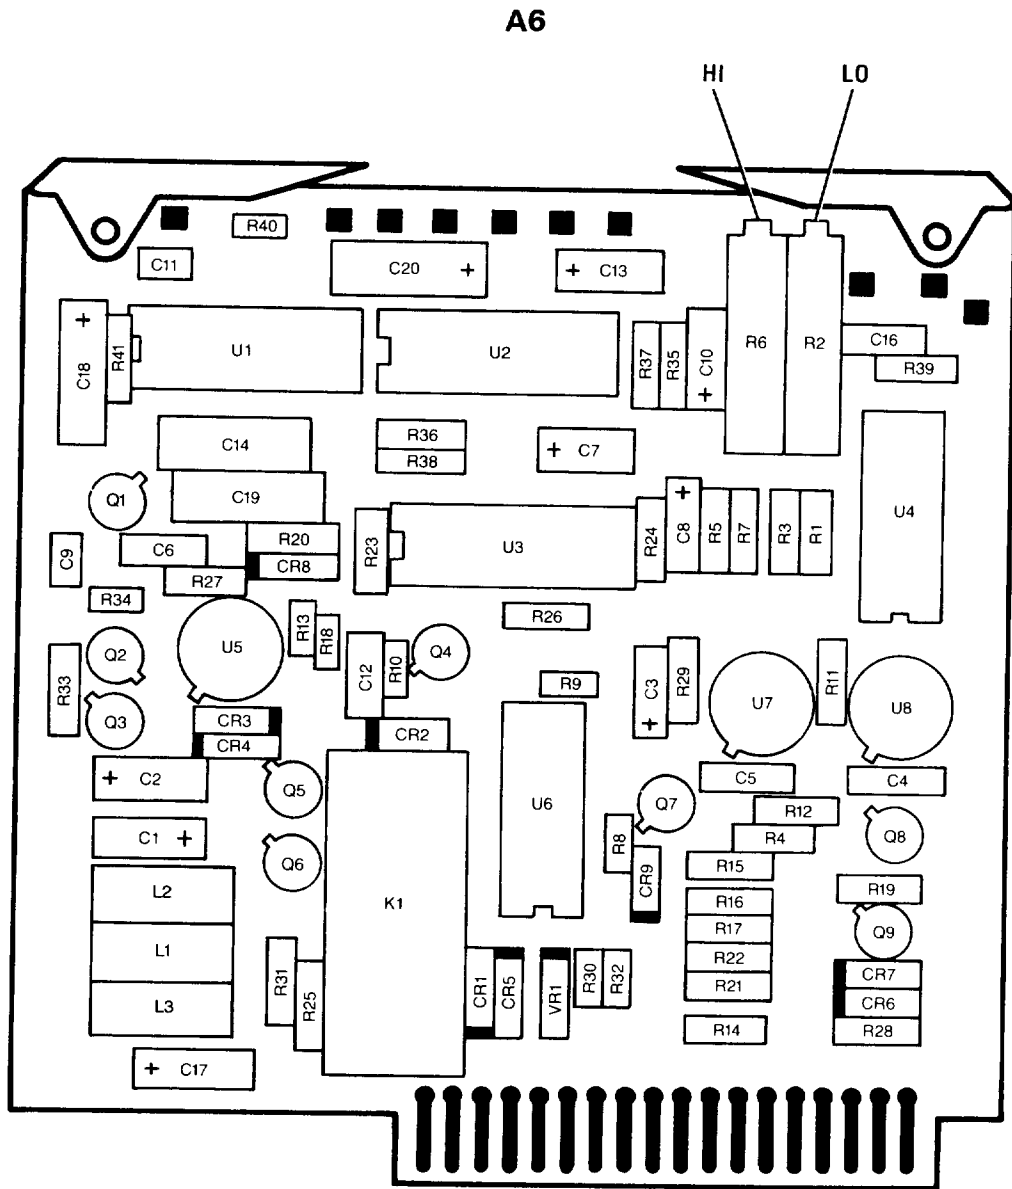 A6
HI LO
R40
C11
C20 +
+ C13
+ C18
R41
U1
U2
R37
R35
C10 +
R6
R2
C16
R39
C14
R36
R38
+ C7
U4
Q1
C19
R23
U3
R24
+ C8
R5
R7
R3
R1
C9
C6
R20
CR8
R27
R34
R13
R18
R26
Q2
U5
C12
R10
Q4
R33
Q3
R9
C3 +
R29
U7
R11
U8
CR3
CR4
CR2
+ C2
Q5
U6
Q7
C5
C4
R12
C1 +
R4
Q8
Q6
R8
CR9
R15
L2
K1
R16
R19
R17
Q9
L1
R31
R25
CR1
CR5
VR1
R30
R32
R22
CR7
R21
CR6
L3
R14
R28
+ C17